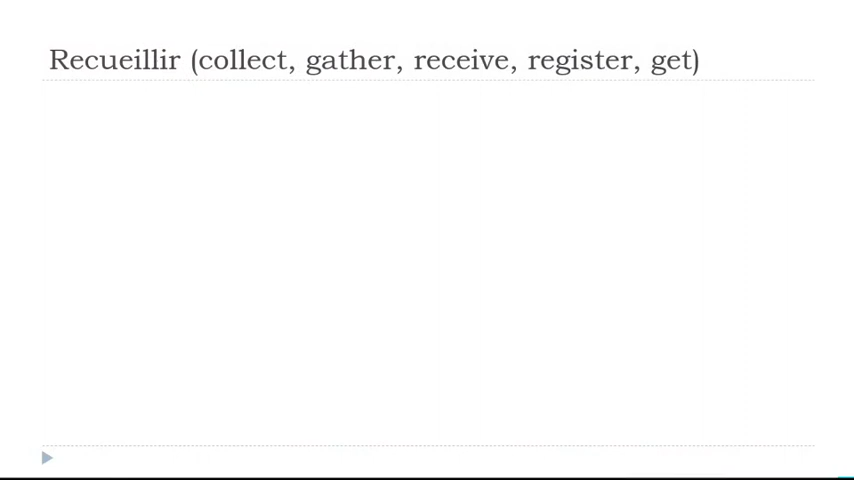 Recueillir (collect, gather, receive, register, get)